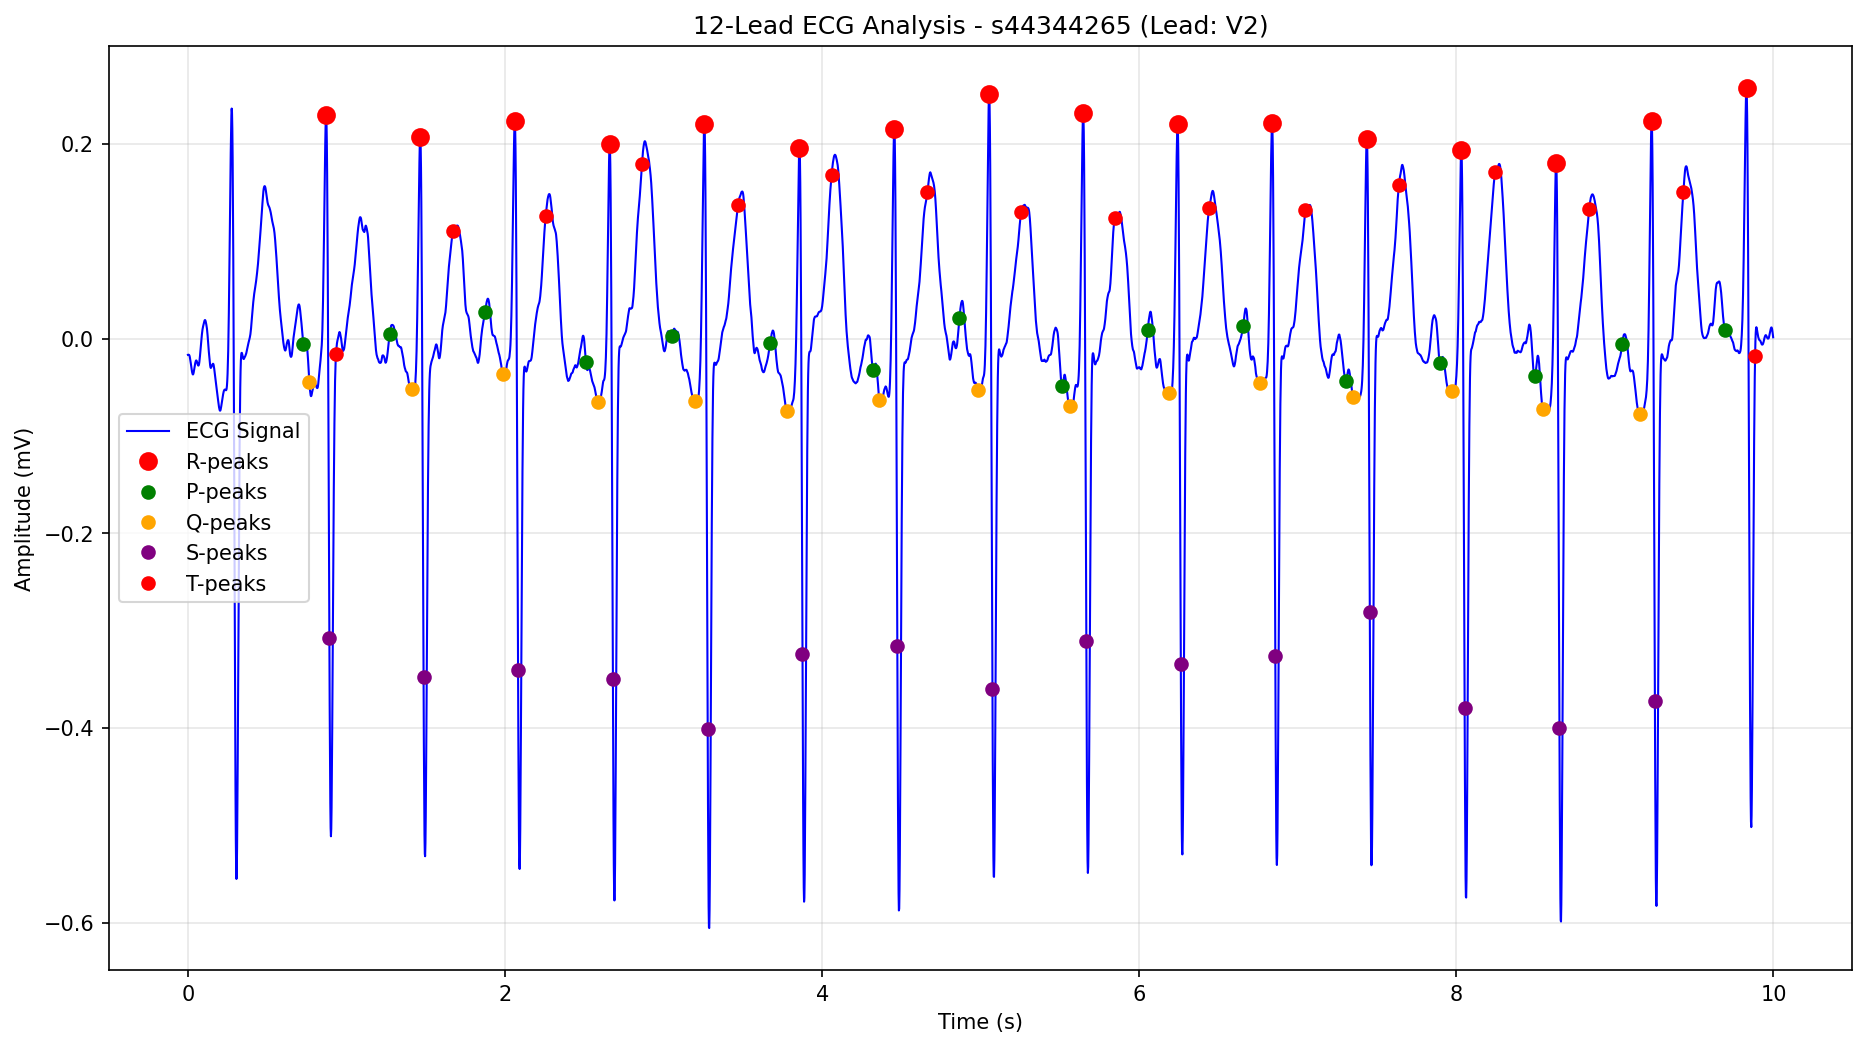 12-Lead ECG Analysis - s44344265 (Lead: V2)
Amplitude (mV)
0.2
0.0
−0.2
−0.4
−0.6
ECG Signal
R-peaks
P-peaks
Q-peaks
S-peaks
T-peaks
0 2 4 6 8 10
Time (s)